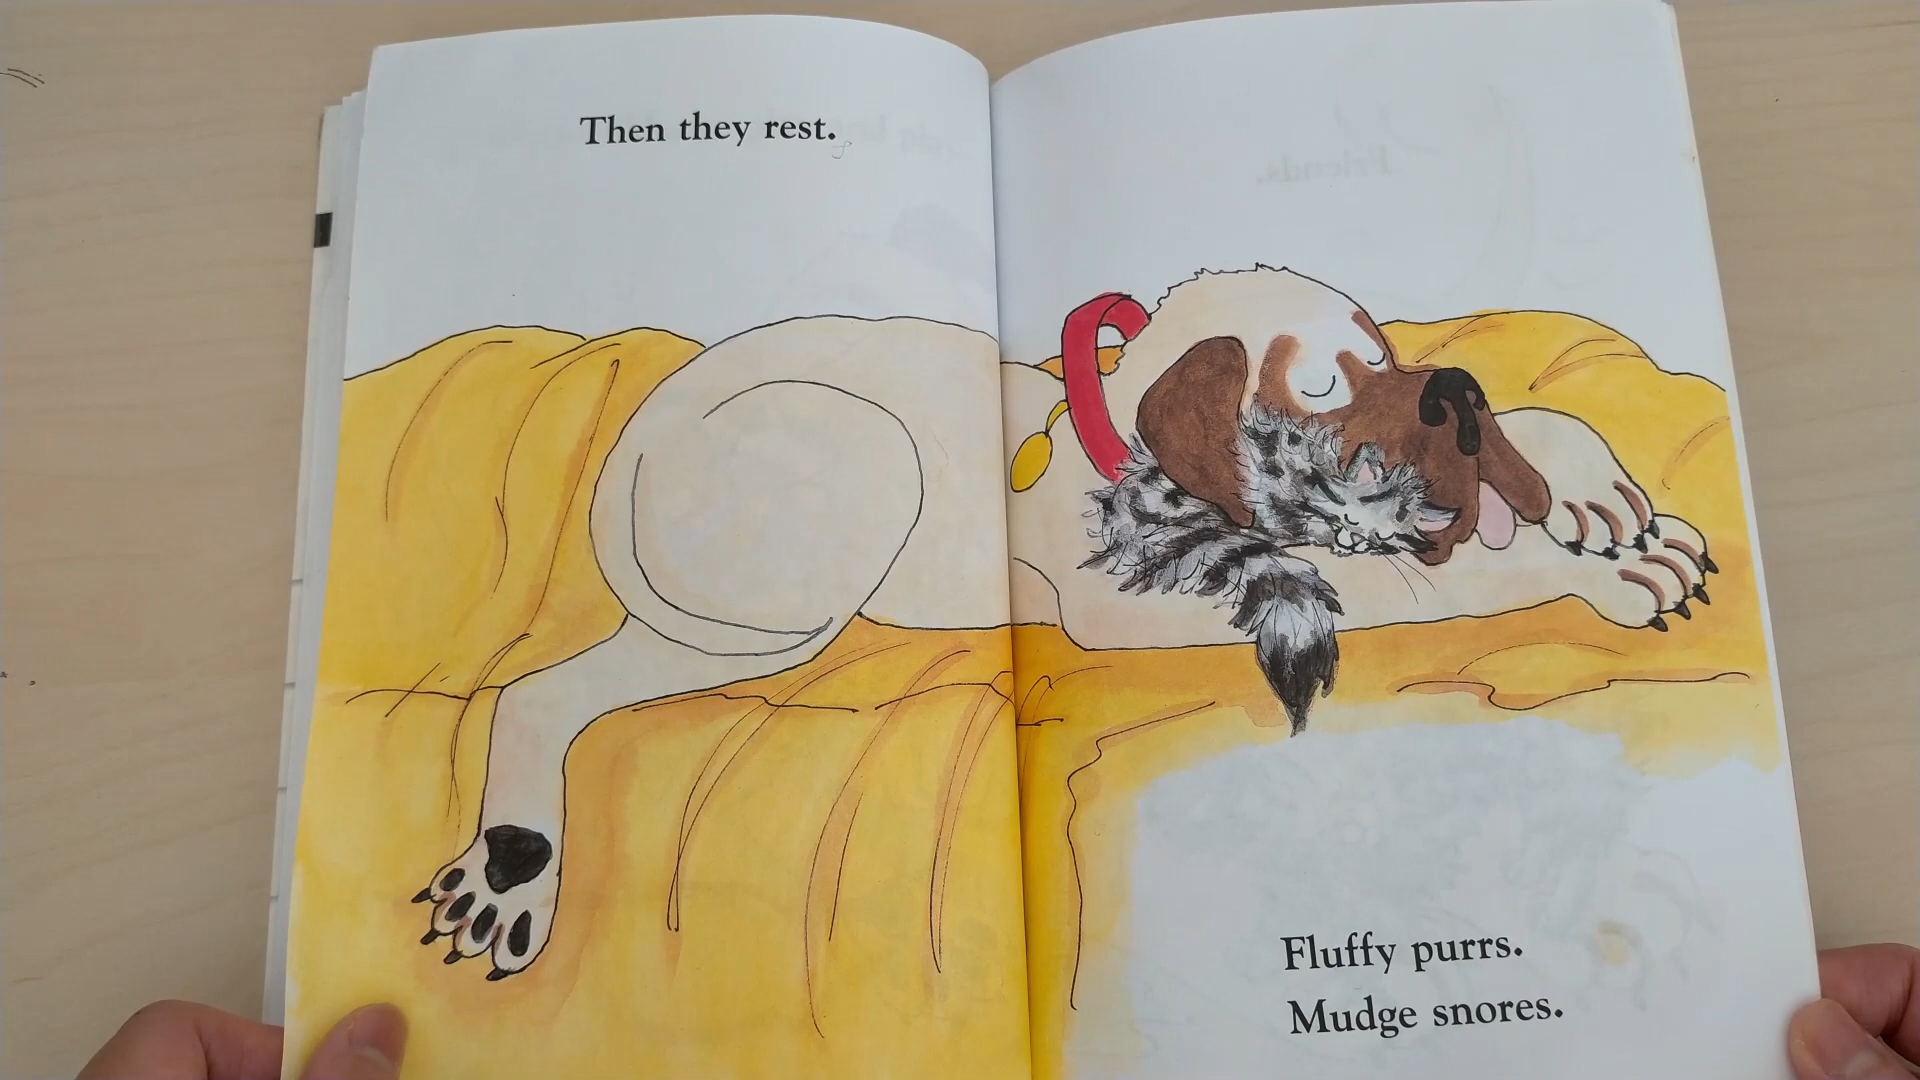 Then they rest.
Fluffy purrs.
Mudge snores.